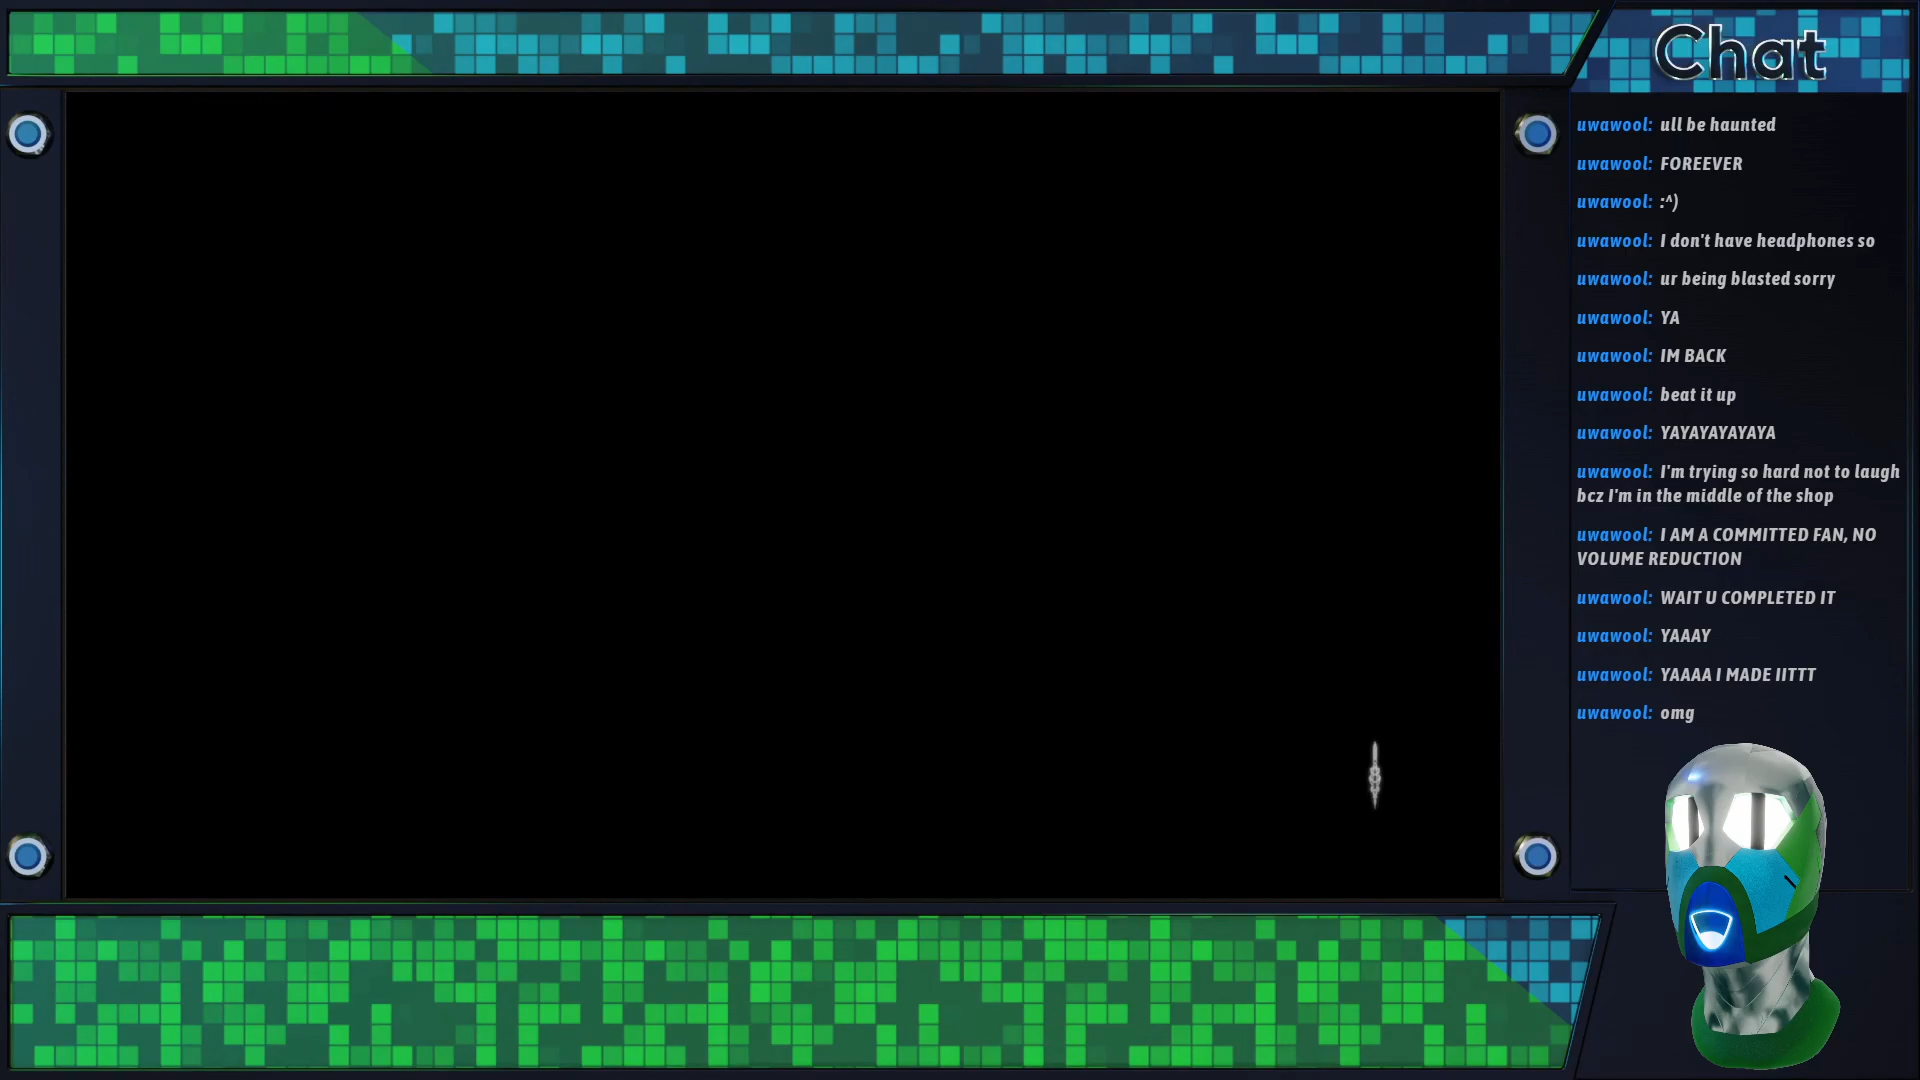 Chat
uwawool: ull be haunted
uwawool: FOREEVER
uwawool: :^)
uwawool: I don't have headphones so
uwawool: ur being blasted sorry
uwawool: YA
uwawool: IM BACK
uwawool: beat it up
uwawool: YAYAYAYAYAYA
uwawool: I'm trying so hard not to laugh
bcz I'm in the middle of the shop
uwawool: I AM A COMMITTED FAN, NO
VOLUME REDUCTION
uwawool: WAIT U COMPLETED IT
uwawool: YAAAY
uwawool: YAAAA I MADE IITTT
uwawool: omg